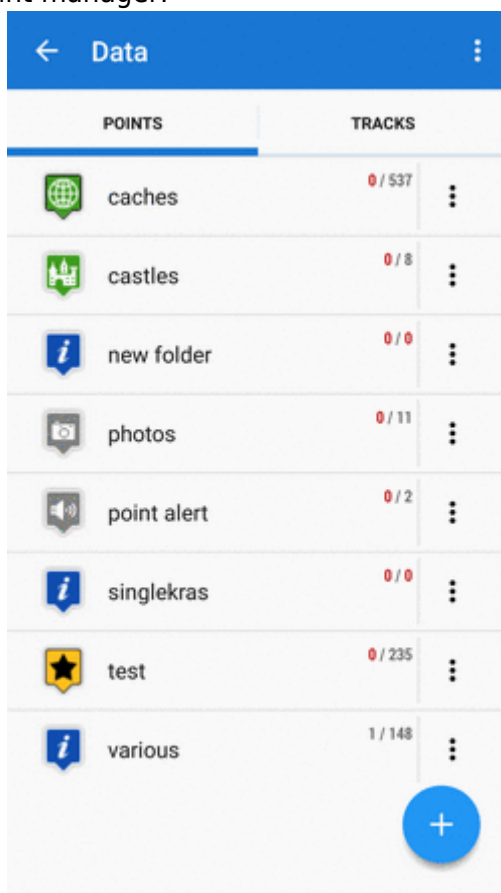 Data
POINTS TRACKS
caches 0 / 537
castles 0 / 8
new folder 0 / 0
photos 0 / 11
point alert 0 / 2
singlekras 0 / 0
test 0 / 235
various 1 / 148